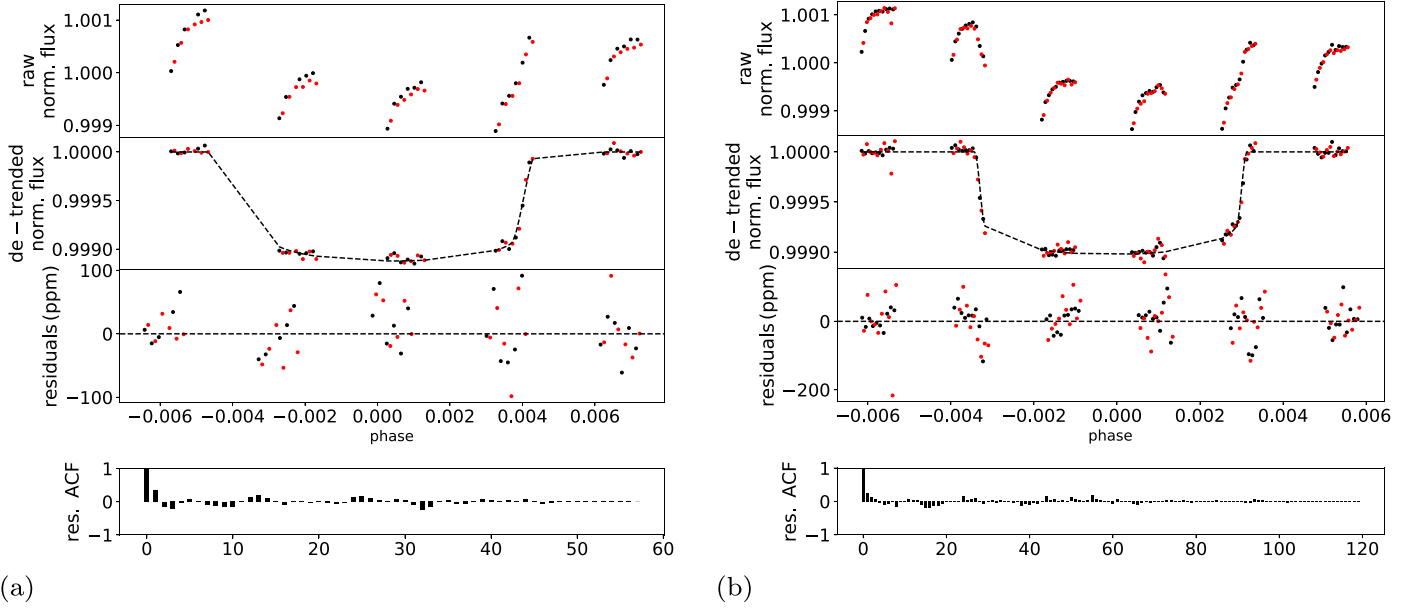 raw
norm. flux
1.001
1.000
0.999
de − trended
norm. flux
1.0000
0.9995
0.9990
residuals (ppm)
100
0
−100
−0.006 −0.004 −0.002 0.000 0.002 0.004 0.006
phase
res. ACF
1
0
−1
0 10 20 30 40 50 60
(a)
raw
norm. flux
1.001
1.000
0.999
de − trended
norm. flux
1.0000
0.9995
0.9990
residuals (ppm)
0
−200
−0.006 −0.004 −0.002 0.000 0.002 0.004 0.006
phase
res. ACF
1
0
−1
0 20 40 60 80 100 120
(b)